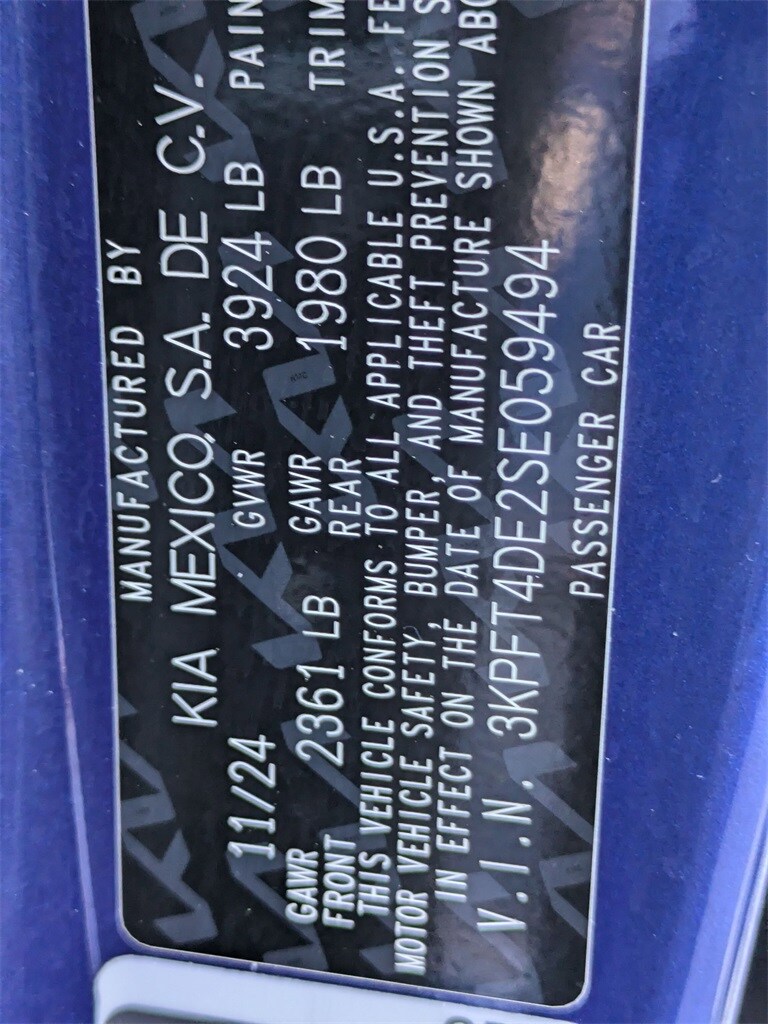 MANUFACTURED BY
KIA MEXICO, S.A. DE C.V.
11/24 GVWR 3924 LB PAIN
GAWR FRONT 2361 LB GAWR REAR 1980 LB TRIM
THIS VEHICLE CONFORMS TO ALL APPLICABLE U.S.A. FE
MOTOR VEHICLE SAFETY, BUMPER, AND THEFT PREVENTION S
IN EFFECT ON THE DATE OF MANUFACTURE SHOWN ABO
V.I.N. 3KPFT4DE2SE059494
PASSENGER CAR